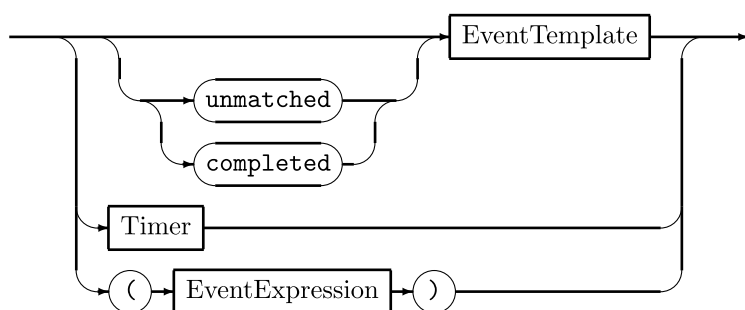 EventTemplate
unmatched
completed
Timer
( EventExpression )